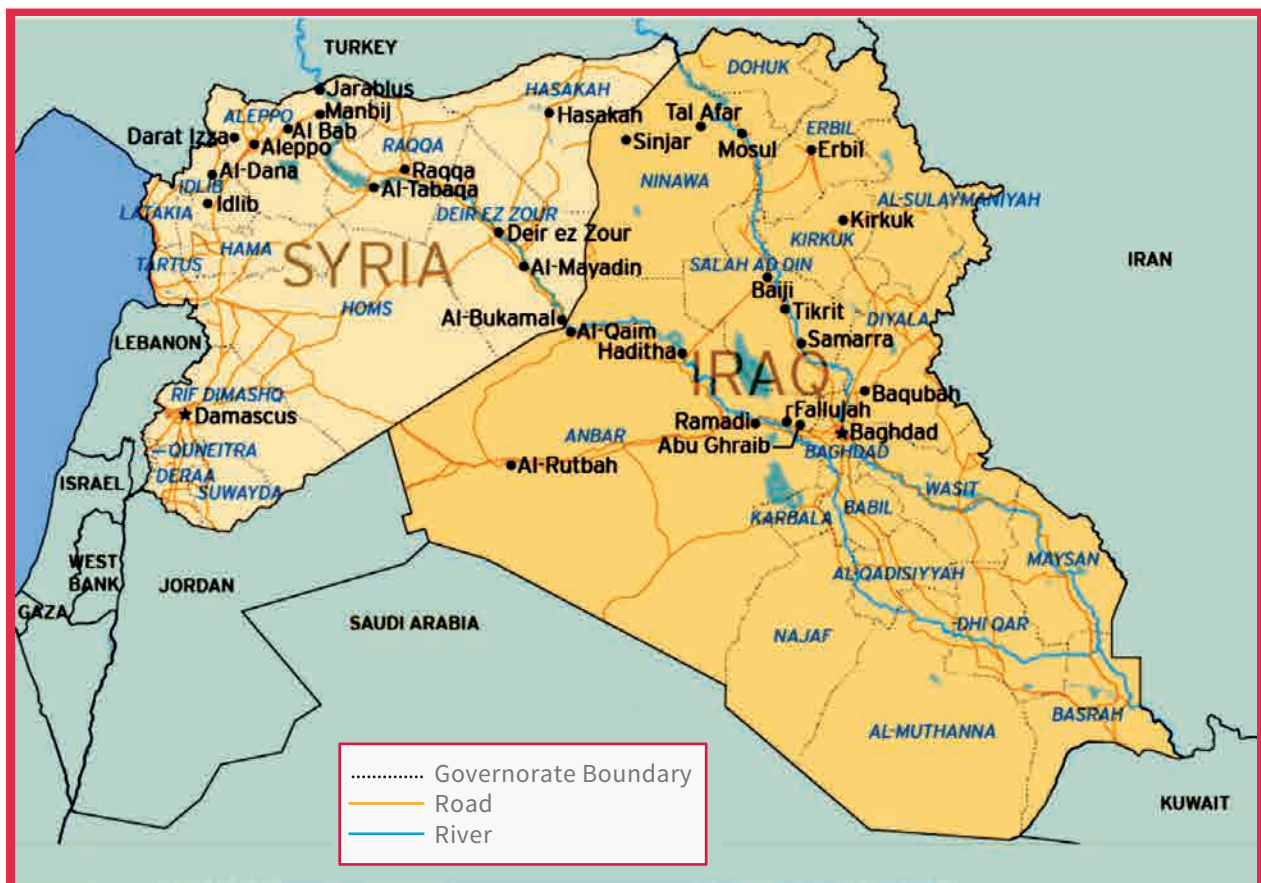 TURKEY
Jarablus
Manbij
ALEPPO
Al Bab
Darat Izza
Aleppo
Al-Dana
IDLIB
Idlib
LATAKIA
HAMA
TARTUS
RAQQA
Raqqa
Al-Tabaqa
HASAKAH
Hasakah
DEIR EZ ZOUR
Deir ez Zour
SYRIA
Al-Mayadin
HOMS
Al-Bukamal
LEBANON
RIF DIMASHQ
Damascus
QUNEITRA
DERAA
SUWAYDA
ISRAEL
WEST
BANK
GAZA
JORDAN
SAUDI ARABIA
DOHUK
Tal Afar
Sinjar
Mosul
ERBIL
Erbil
NINAWA
AL-SULAYMANIYAH
Kirkuk
KIRKUK
IRAN
SALAH AD DIN
Baiji
Tikrit
DIYALA
Al-Qaim
Haditha
Samarra
IRAQ
Baqubah
Ramadi
Fallujah
Abu Ghraib
Baghdad
BAGHDAD
ANBAR
Al-Rutbah
WASIT
KARBALA
BABIL
MAYSAN
AL-QADISIYYAH
DHI QAR
NAJAF
AL-MUTHANNA
BASRAH
KUWAIT
Governorate Boundary
Road
River